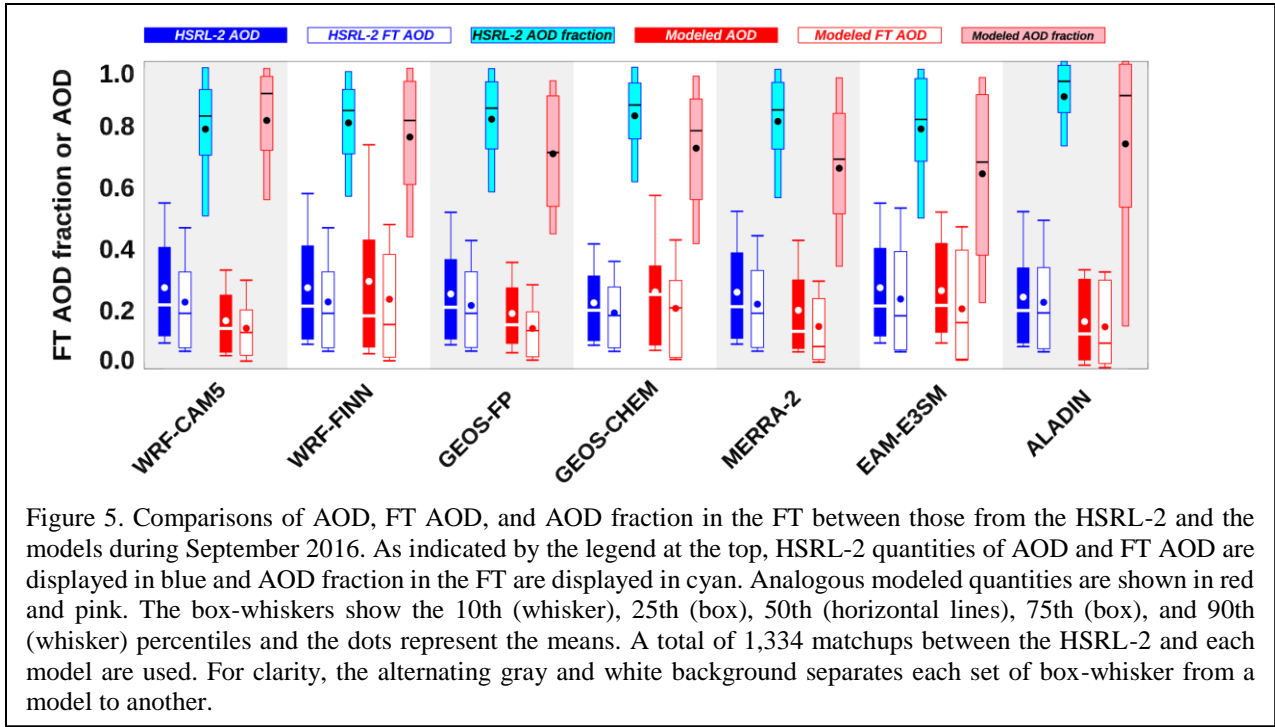 HSRL-2 AOD HSRL-2 FT AOD HSRL-2 AOD fraction Modeled AOD Modeled FT AOD Modeled AOD fraction
FT AOD fraction or AOD
1.0
0.8
0.6
0.4
0.2
0.0
WRF-CAM5 WRF-FINN GEOS-FP GEOS-CHEM MERRA-2 EAM-E3SM ALADIN
Figure 5. Comparisons of AOD, FT AOD, and AOD fraction in the FT between those from the HSRL-2 and the
models during September 2016. As indicated by the legend at the top, HSRL-2 quantities of AOD and FT AOD are
displayed in blue and AOD fraction in the FT are displayed in cyan. Analogous modeled quantities are shown in red
and pink. The box-whiskers show the 10th (whisker), 25th (box), 50th (horizontal lines), 75th (box), and 90th
(whisker) percentiles and the dots represent the means. A total of 1,334 matchups between the HSRL-2 and each
model are used. For clarity, the alternating gray and white background separates each set of box-whisker from a
model to another.